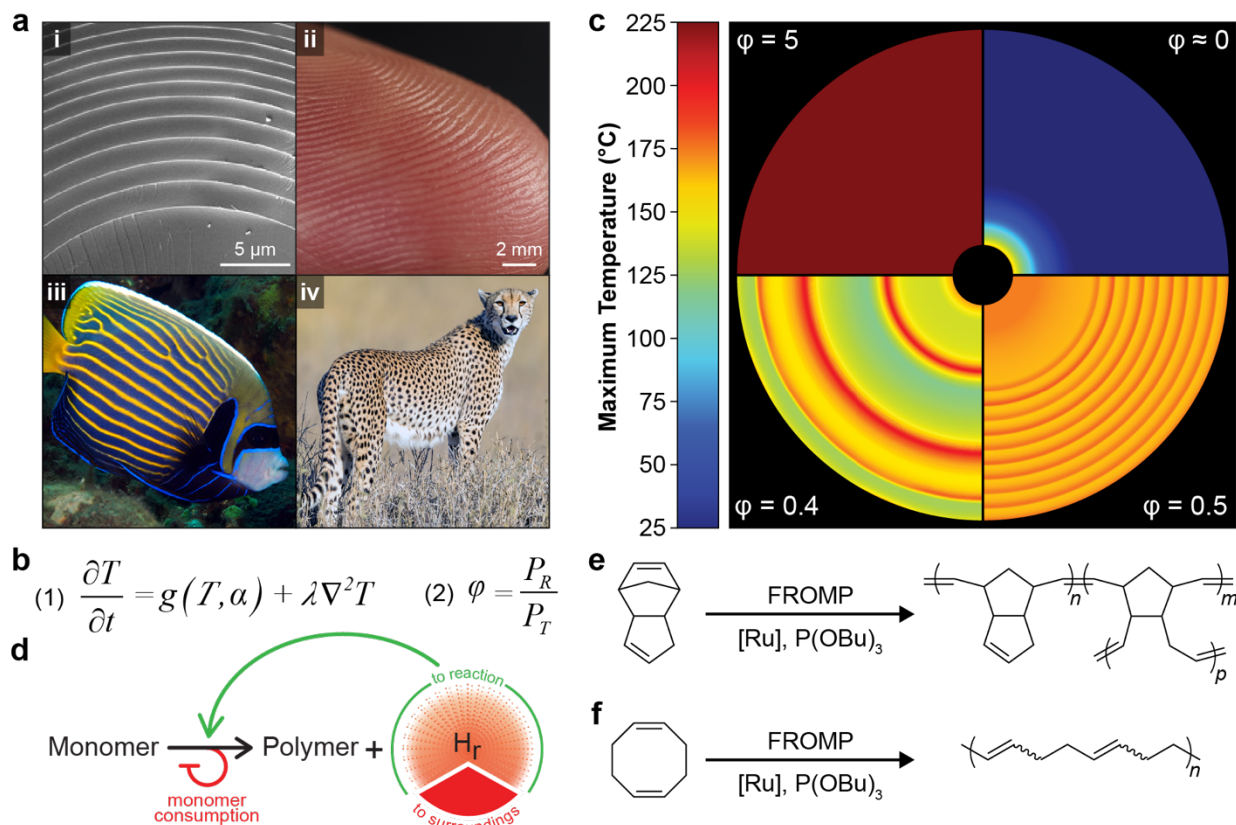 a
i
5 μm
ii
2 mm
iii
iv
b
(1) ∂T/∂t = g(T,α) + λ∇²T
(2) φ = P_R/P_T
c
Maximum Temperature (°C)
225
200
175
150
125
100
75
50
25
φ = 5
φ ≈ 0
φ = 0.4
φ = 0.5
d
Monomer
Polymer +
monomer
consumption
to reaction
H_r
to surroundings
e
FROMP
[Ru], P(OBu)₃
n
m
p
f
FROMP
[Ru], P(OBu)₃
n